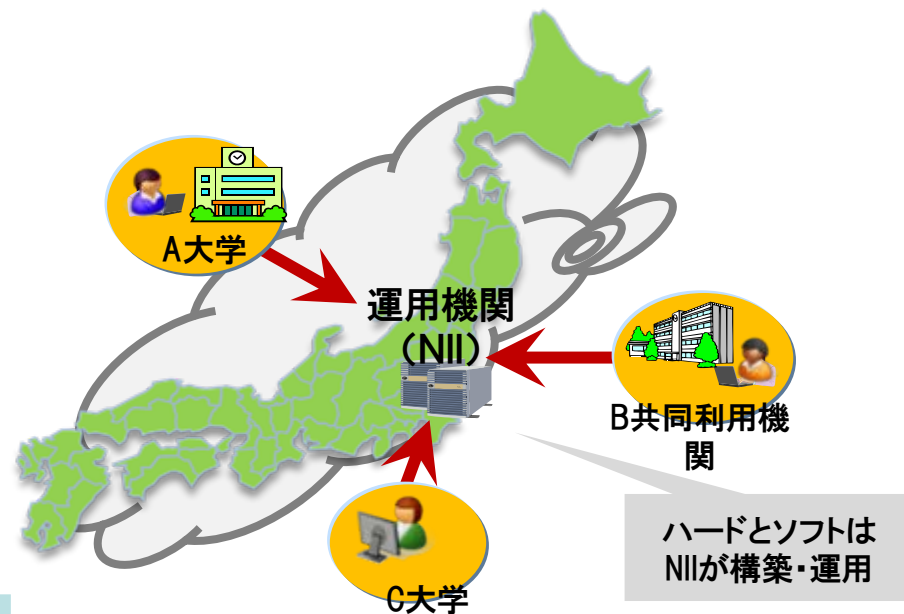 A大学
運用機関
（NII）
B共同利用機
関
ハードとソフトは
NIIが構築・運用
C大学